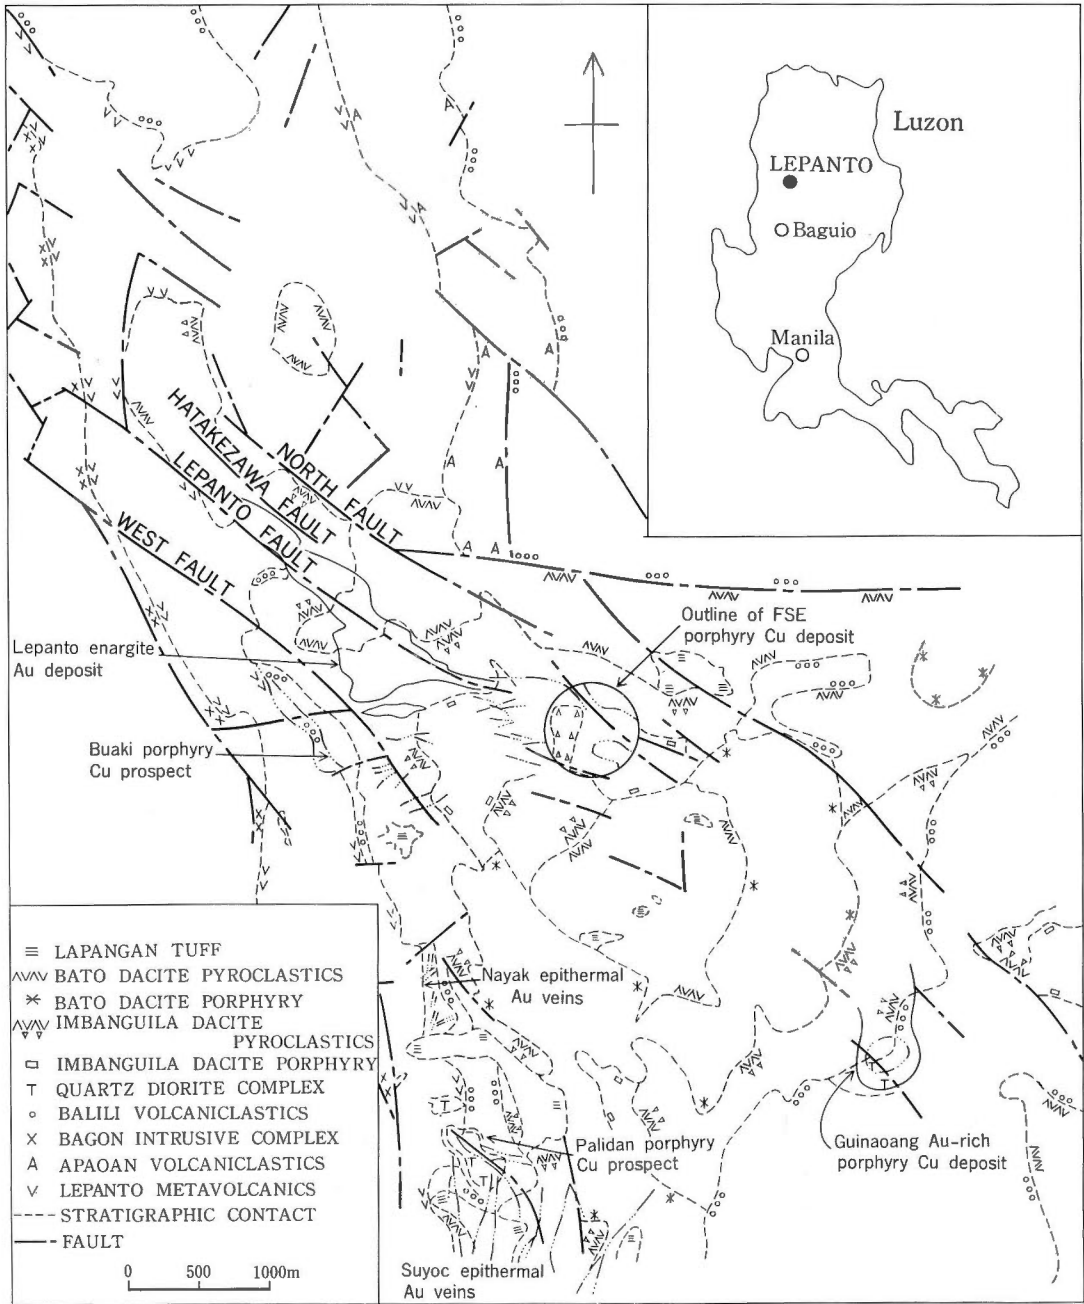 Luzon
LEPANTO
Baguio
Manila
HATAKEZAWA FAULT
NORTH FAULT
LEPANTO FAULT
WEST FAULT
Outline of FSE
porphyry Cu deposit
Lepanto enargite
Au deposit
Buaki porphyry
Cu prospect
Nayak epithermal
Au veins
Palidan porphyry
Cu prospect
Guinaoang Au-rich
porphyry Cu deposit
Suyoc epithermal
Au veins
LAPANGAN TUFF
BATO DACITE PYROCLASTICS
BATO DACITE PORPHYRY
IMBANGUILA DACITE
PYROCLASTICS
IMBANGUILA DACITE PORPHYRY
QUARTZ DIORITE COMPLEX
BALILI VOLCANICLASTICS
BAGON INTRUSIVE COMPLEX
APAOAN VOLCANICLASTICS
LEPANTO METAVOLCANICS
STRATIGRAPHIC CONTACT
FAULT
0 500 1000m